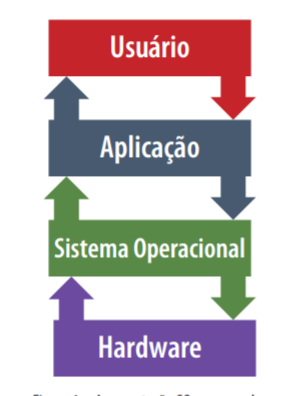 Usuário
Aplicação
Sistema Operacional
Hardware